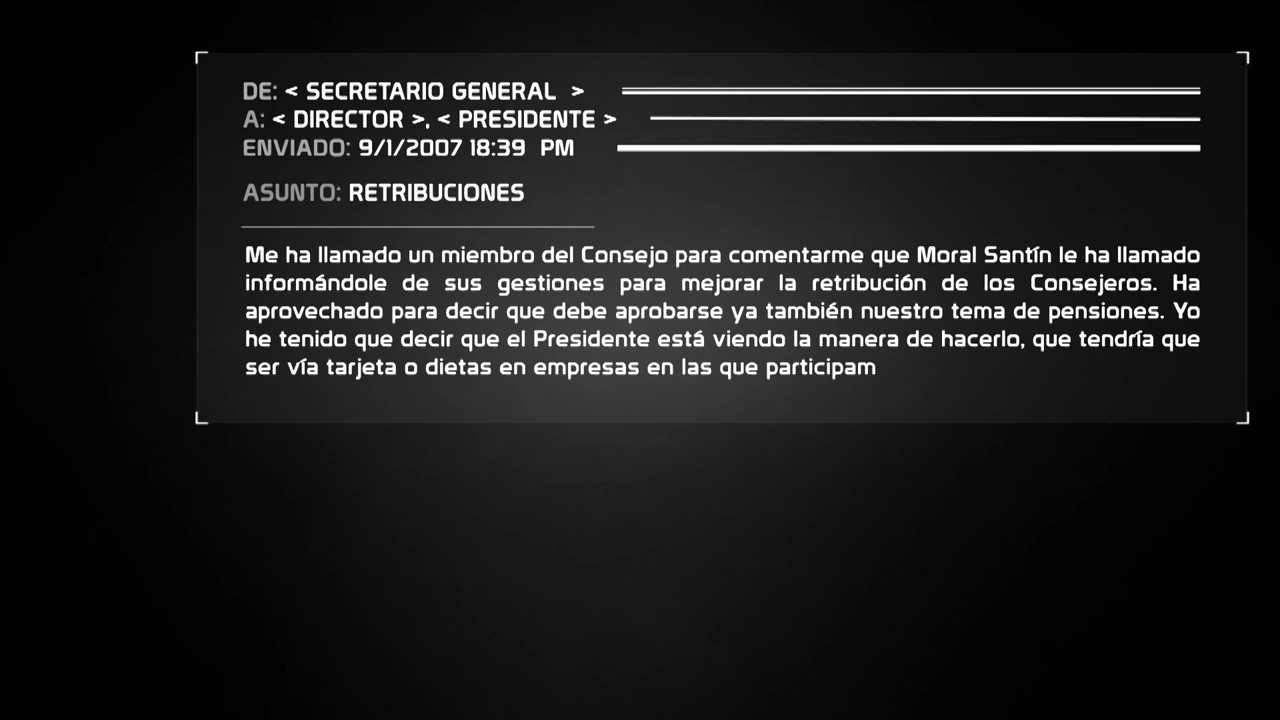 DE: < SECRETARIO GENERAL >
A: < DIRECTOR >, < PRESIDENTE >
ENVIADO: 9/1/2007 18:39 PM
ASUNTO: RETRIBUCIONES
Me ha llamado un miembro del Consejo para comentarme que Moral Santín le ha llamado
informándole de sus gestiones para mejorar la retribución de los Consejeros. Ha
aprovechado para decir que debe aprobarse ya también nuestro tema de pensiones. Yo
he tenido que decir que el Presidente está viendo la manera de hacerlo, que tendría que
ser vía tarjeta o dietas en empresas en las que participam